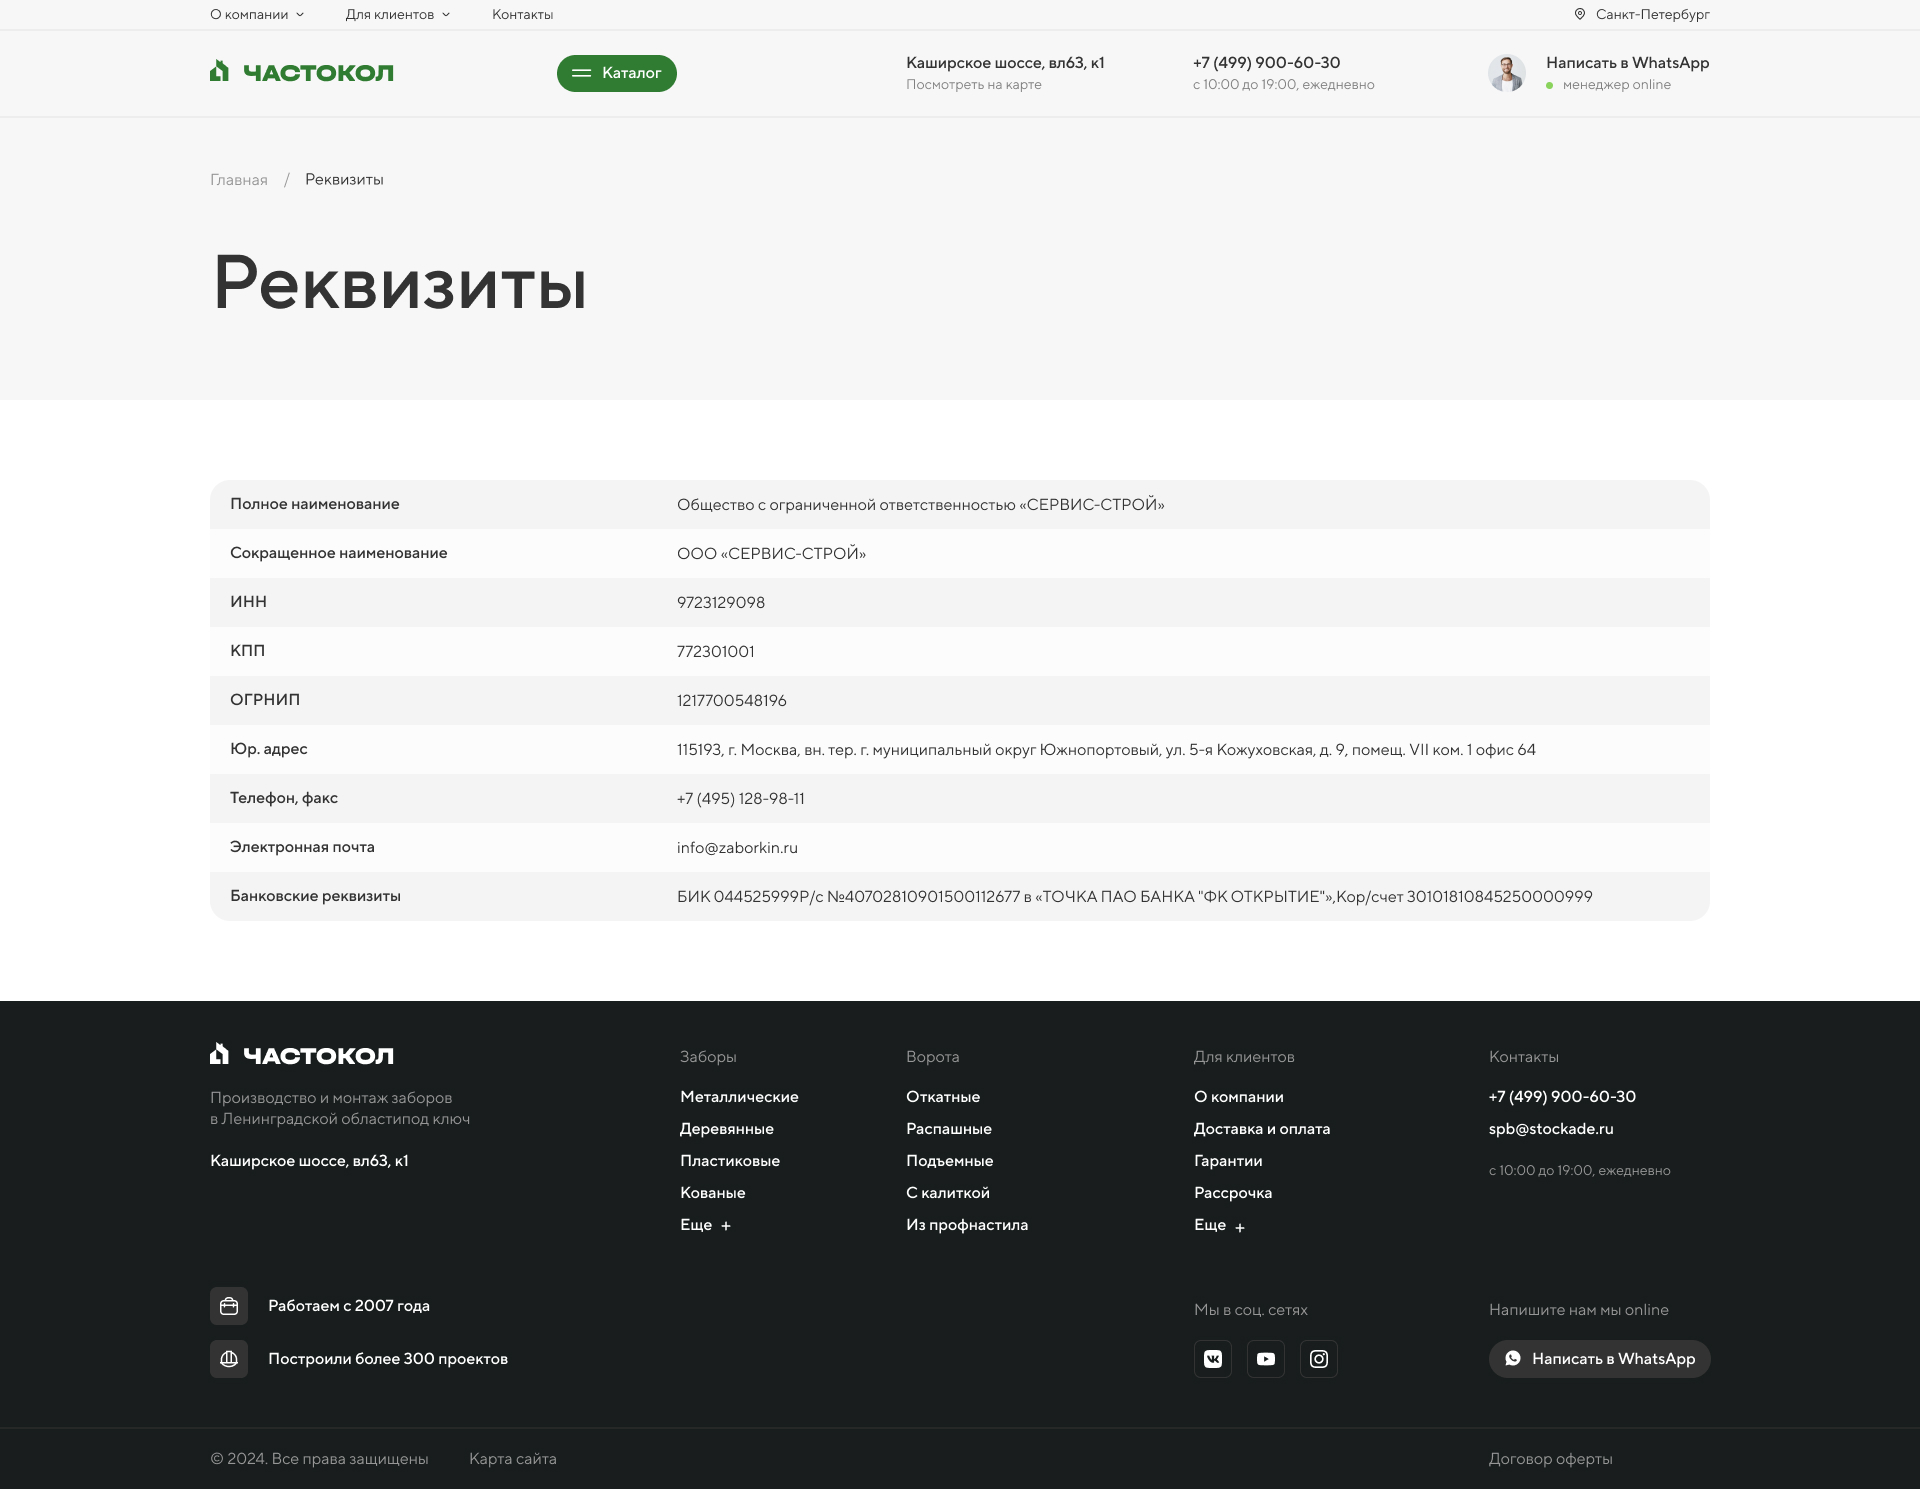 О компании
Для клиентов
Контакты
Санкт-Петербург
ЧАСТОКОЛ
Каталог
Каширское шоссе, вл63, к1
Посмотреть на карте
+7 (499) 900-60-30
с 10:00 до 19:00, ежедневно
Написать в WhatsApp
менеджер online
Главная / Реквизиты
Реквизиты
Полное наименование Общество с ограниченной ответственностью «СЕРВИС-СТРОЙ»
Сокращенное наименование ООО «СЕРВИС-СТРОЙ»
ИНН 9723129098
КПП 772301001
ОГРНИП 1217700548196
Юр. адрес 115193, г. Москва, вн. тер. г. муниципальный округ Южнопортовый, ул. 5-я Кожуховская, д. 9, помещ. VII ком. 1 офис 64
Телефон, факс +7 (495) 128-98-11
Электронная почта info@zaborkin.ru
Банковские реквизиты БИК 044525999Р/с №40702810901500112677 в «ТОЧКА ПАО БАНКА "ФК ОТКРЫТИЕ"»,Кор/счет 30101810845250000999
ЧАСТОКОЛ
Производство и монтаж заборов
в Ленинградской областипод ключ
Каширское шоссе, вл63, к1
Заборы
Металлические
Деревянные
Пластиковые
Кованые
Еще +
Ворота
Откатные
Распашные
Подъемные
С калиткой
Из профнастила
Для клиентов
О компании
Доставка и оплата
Гарантии
Рассрочка
Еще +
Контакты
+7 (499) 900-60-30
spb@stockade.ru
с 10:00 до 19:00, ежедневно
Работаем с 2007 года
Построили более 300 проектов
Мы в соц. сетях
Напишите нам мы online
Написать в WhatsApp
© 2024. Все права защищены
Карта сайта
Договор оферты